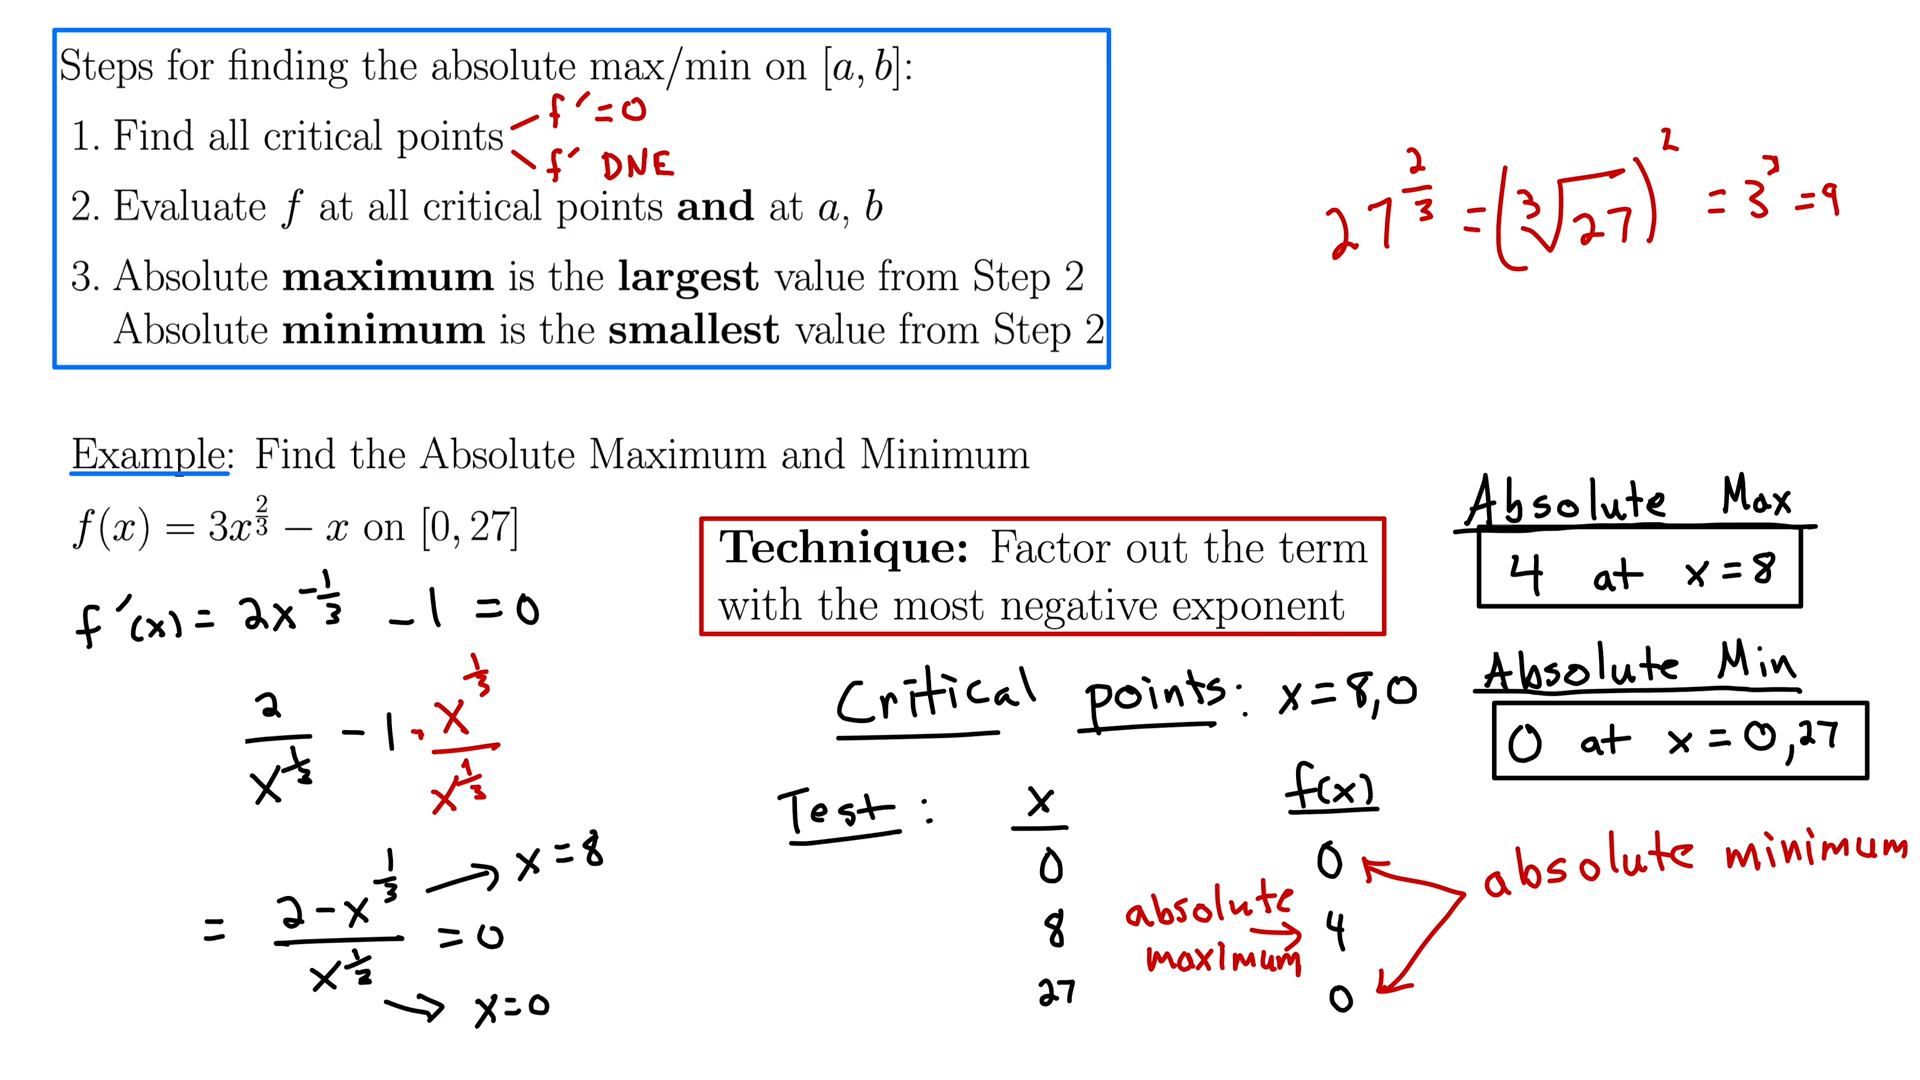 Steps for finding the absolute max/min on [a, b]:
f′=0
1. Find all critical points
f′ DNE
2. Evaluate f at all critical points and at a, b
3. Absolute maximum is the largest value from Step 2
Absolute minimum is the smallest value from Step 2
27^(2/3) = (∛27)^2 = 3^2 = 9
Example: Find the Absolute Maximum and Minimum
f(x) = 3x^(2/3) − x on [0, 27]
f′(x) = 2x^(-1/3) − 1 = 0
2/x^(1/3) − 1 · x^(1/3)/x^(1/3)
→ x=8
= (2−x^(1/3))/x^(1/3) = 0
→ x=0
Technique: Factor out the term
with the most negative exponent
Critical points: x=8,0
Test: x f(x)
0 0
8 4
27 0
absolute
maximum
absolute minimum
Absolute Max
4 at x=8
Absolute Min
0 at x=0,27